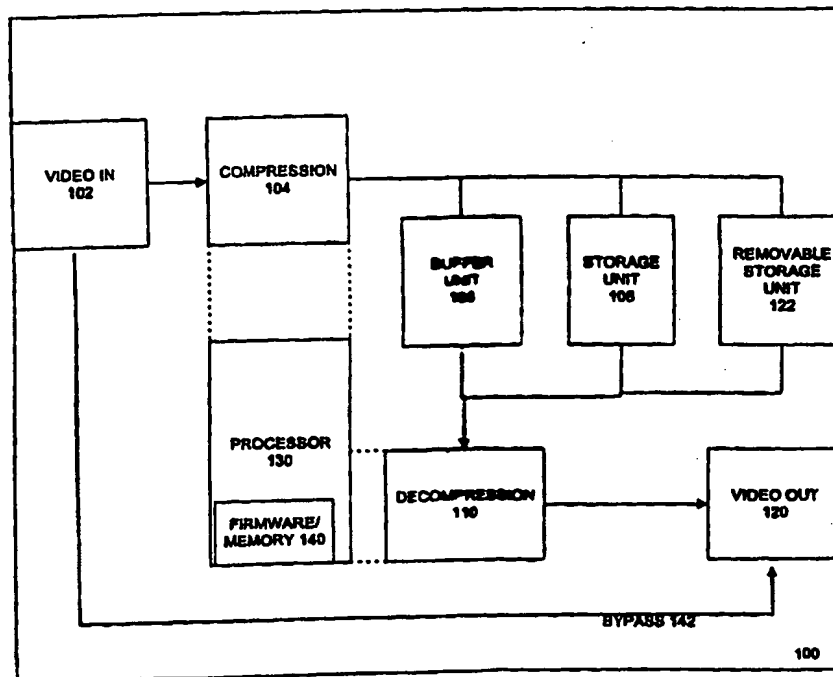 VIDEO IN
102
COMPRESSION
104
BUFFER
UNIT
STORAGE
UNIT
REMOVABLE
STORAGE
UNIT
122
PROCESSOR
130
FIRMWARE/
MEMORY 140
DECOMPRESSION
110
VIDEO OUT
120
BYPASS 142
100